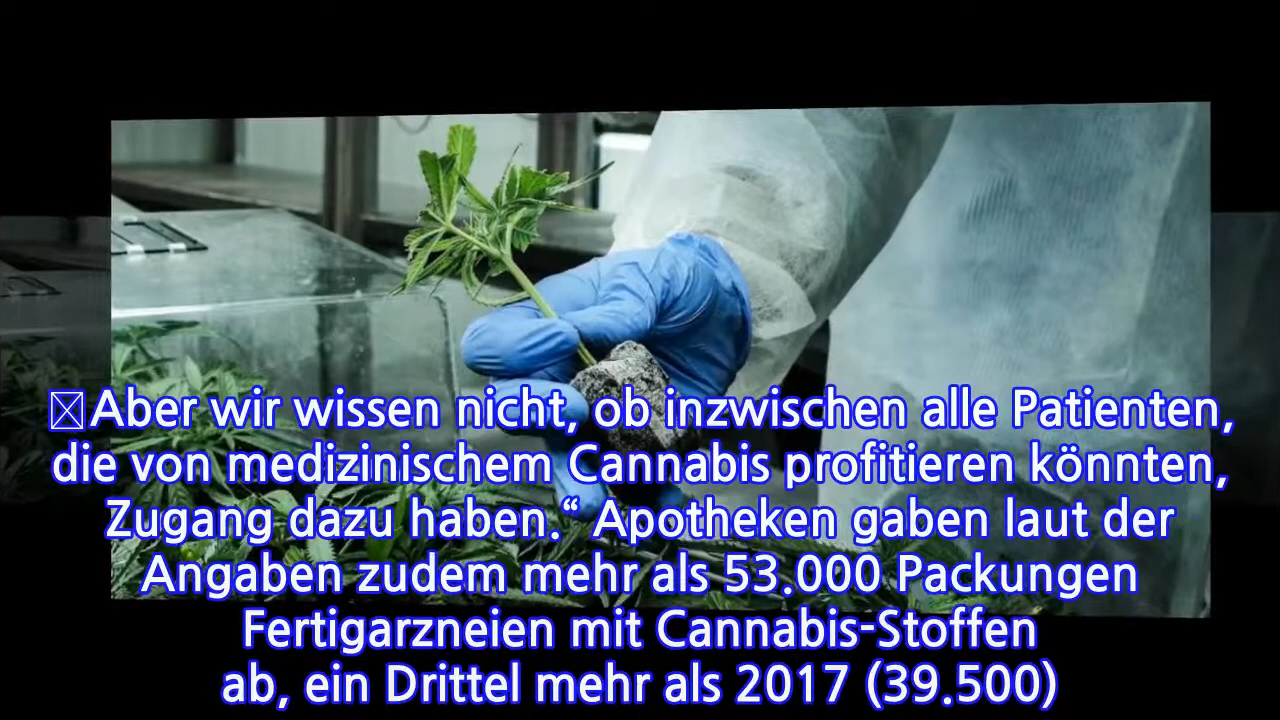 Aber wir wissen nicht, ob inzwischen alle Patienten,
die von medizinischem Cannabis profitieren könnten,
Zugang dazu haben.“ Apotheken gaben laut der
Angaben zudem mehr als 53.000 Packungen
Fertigarzneien mit Cannabis-Stoffen
ab, ein Drittel mehr als 2017 (39.500)